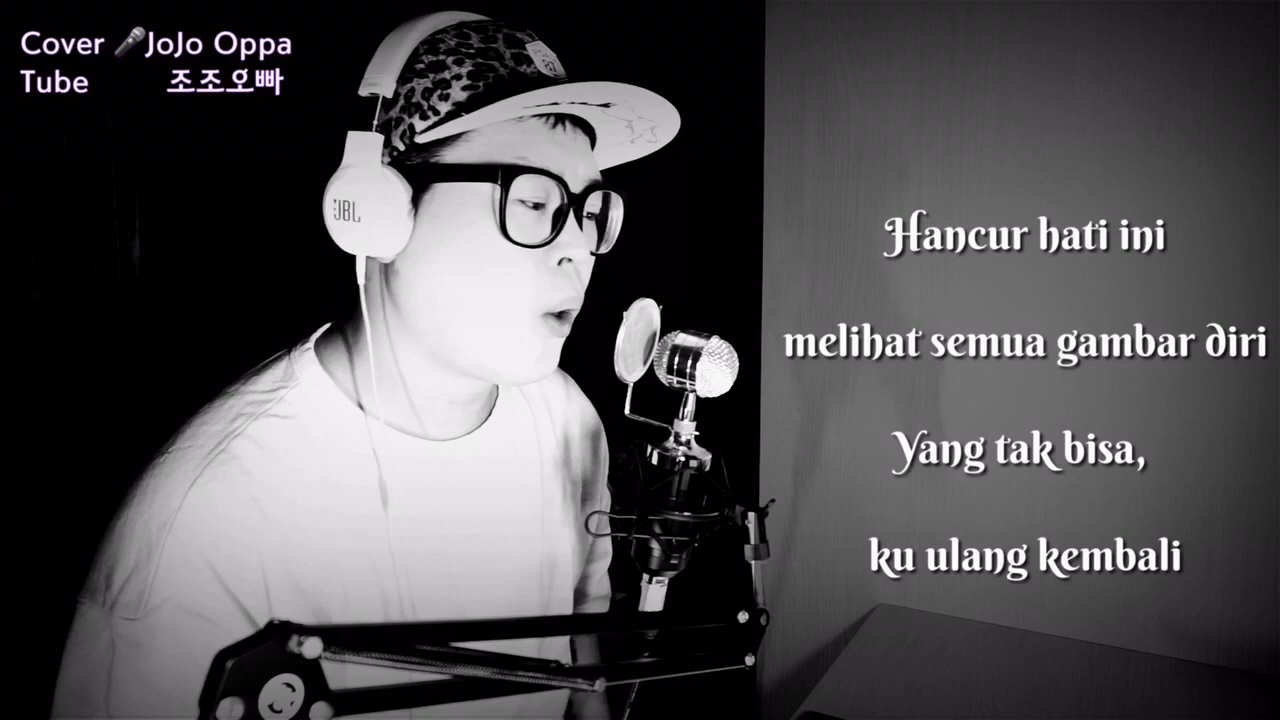 Cover 🎤JoJo Oppa
Tube 조조오빠
JBL
Hancur hati ini
melihat semua gambar diri
Yang tak bisa,
ku ulang kembali